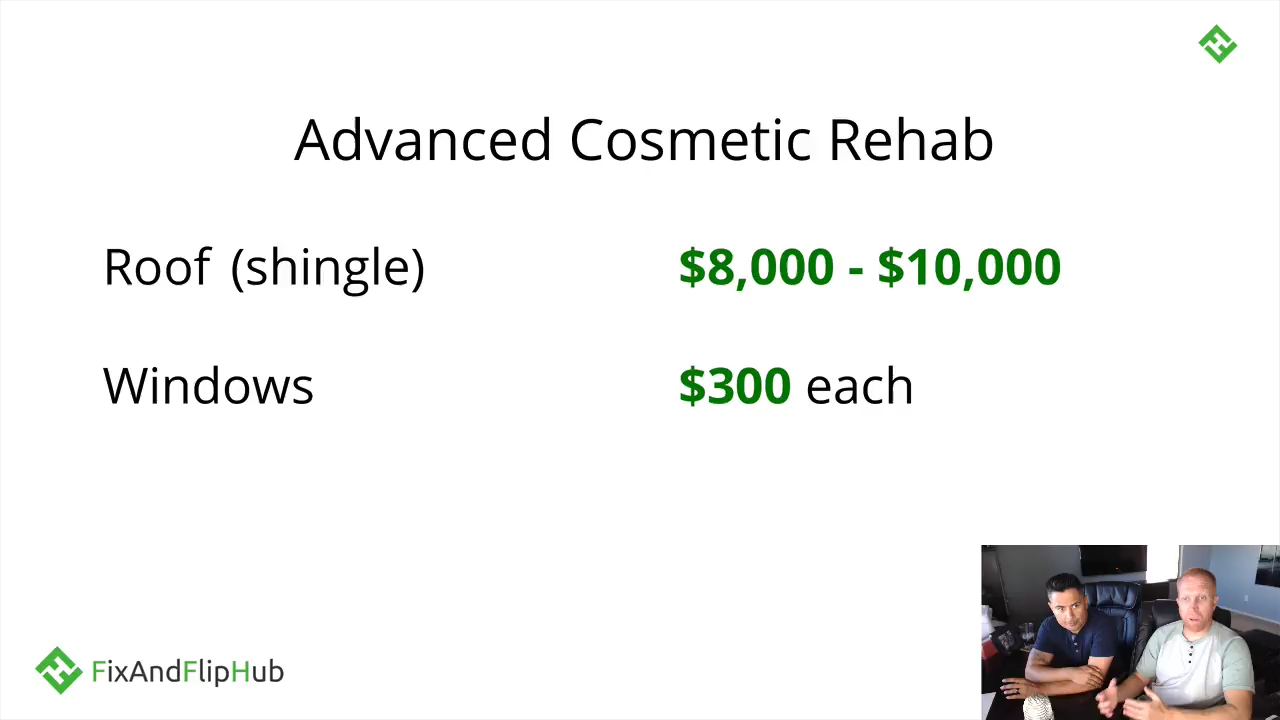 Advanced Cosmetic Rehab
Roof (shingle) $8,000 - $10,000
Windows $300 each
FixAndFlipHub